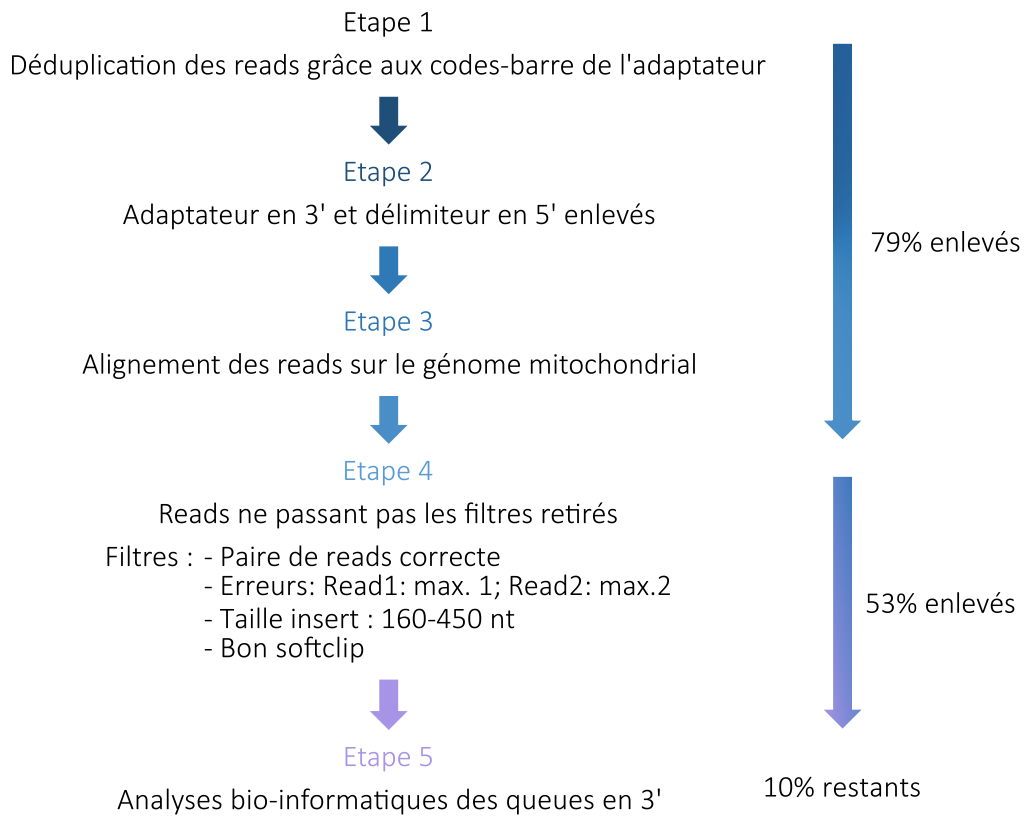 Etape 1
Déduplication des reads grâce aux codes-barre de l'adaptateur
Etape 2
Adaptateur en 3' et délimiteur en 5' enlevés
79% enlevés
Etape 3
Alignement des reads sur le génome mitochondrial
Etape 4
Reads ne passant pas les filtres retirés
Filtres : - Paire de reads correcte
- Erreurs: Read1: max. 1; Read2: max.2
53% enlevés
- Taille insert : 160-450 nt
- Bon softclip
Etape 5
10% restants
Analyses bio-informatiques des queues en 3'